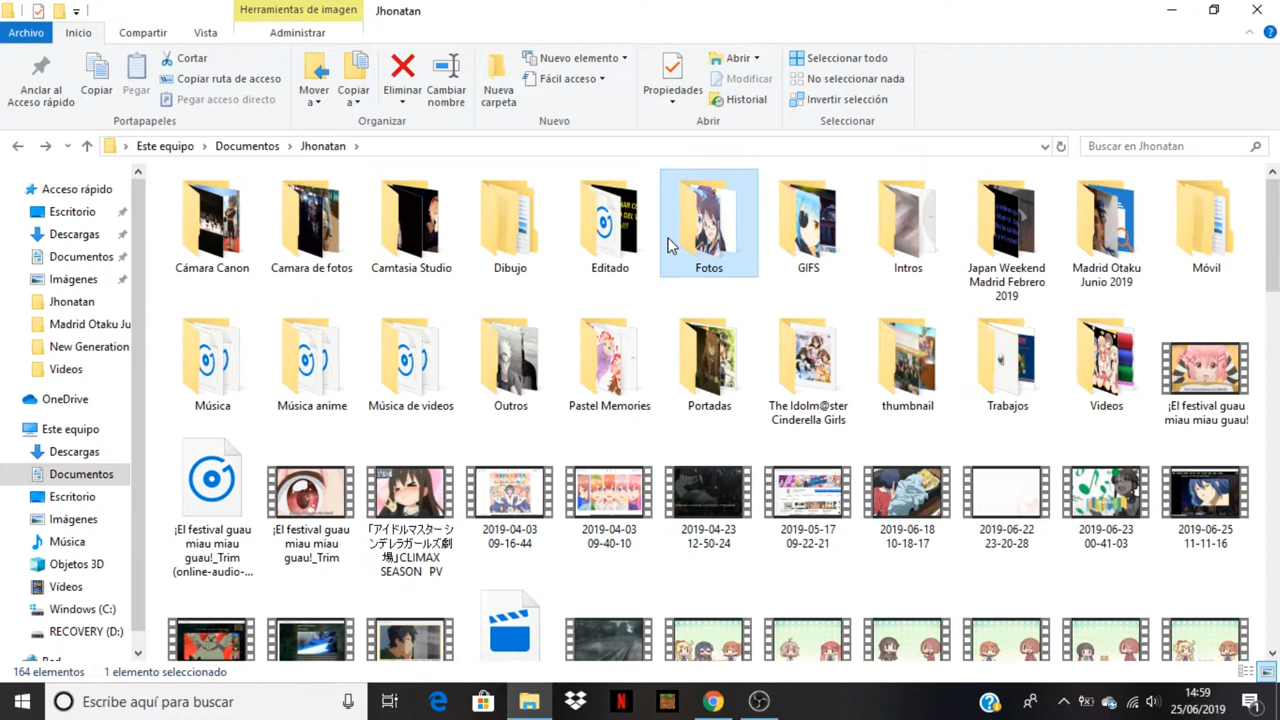 Herramientas de imagen
Jhonatan
Archivo
Inicio
Compartir
Vista
Administrar
Anclar al
Acceso rápido
Copiar
Pegar
Cortar
Copiar ruta de acceso
Pegar acceso directo
Portapapeles
Mover
a
Copiar
a
Eliminar
Cambiar
nombre
Organizar
Nueva
carpeta
Nuevo elemento
Fácil acceso
Nuevo
Propiedades
Abrir
Modificar
Historial
Abrir
Seleccionar todo
No seleccionar nada
Invertir selección
Seleccionar
Este equipo > Documentos > Jhonatan >
Buscar en Jhonatan
Acceso rápido
Escritorio
Descargas
Documentos
Imágenes
Jhonatan
Madrid Otaku Ju
New Generation
Videos
OneDrive
Este equipo
Descargas
Documentos
Escritorio
Imágenes
Música
Objetos 3D
Vídeos
Windows (C:)
RECOVERY (D:)
Cámara Canon
Camara de fotos
Camtasia Studio
Dibujo
Editado
Fotos
GIFS
Intros
Japan Weekend
Madrid Febrero
2019
Madrid Otaku
Junio 2019
Móvil
Música
Música anime
Música de videos
Outros
Pastel Memories
Portadas
The Idolm@ster
Cinderella Girls
thumbnail
Trabajos
Videos
¡El festival guau
miau miau guau!
¡El festival guau
miau miau
guau!_Trim
(online-audio-...
¡El festival guau
miau miau
guau!_Trim
「アイドルマスター シ
ンデレラガールズ劇
場」CLIMAX
SEASON PV
2019-04-03
09-16-44
2019-04-03
09-40-10
2019-04-23
12-50-24
2019-05-17
09-22-21
2019-06-18
10-18-17
2019-06-22
23-20-28
2019-06-23
00-41-03
2019-06-25
11-11-16
164 elementos
1 elemento seleccionado
Escribe aquí para buscar
14:59
25/06/2019